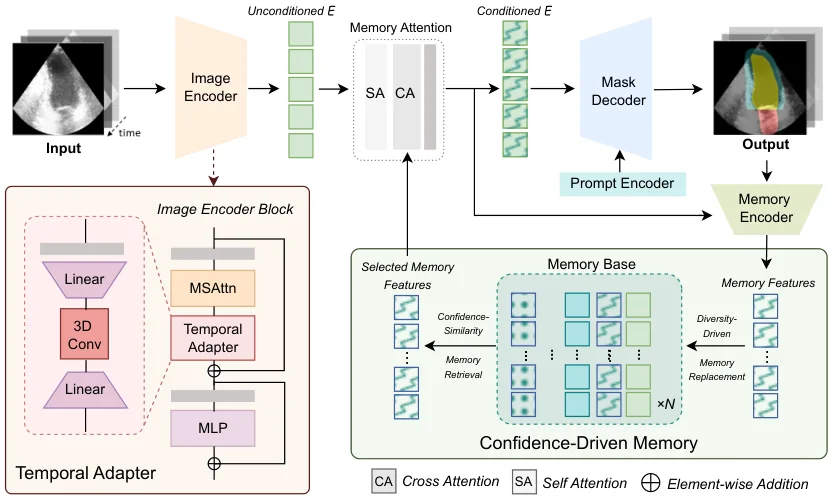 Unconditioned E
Memory Attention
Conditioned E
Image
Encoder
SA
CA
Mask
Decoder
time
Input
Output
Prompt Encoder
Memory
Encoder
Image Encoder Block
Linear
3D
Conv
Linear
MSAttn
Temporal
Adapter
MLP
Temporal Adapter
Selected Memory
Features
Memory Base
Memory Features
Confidence-
Similarity
Memory
Retrieval
Diversity-
Driven
Memory
Replacement
×N
Confidence-Driven Memory
CA Cross Attention
SA Self Attention
Element-wise Addition